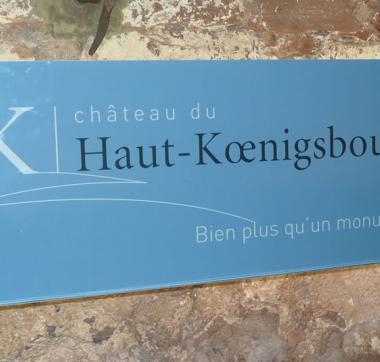 K
château du
Haut-Kœnigsbou
Bien plus qu'un monu